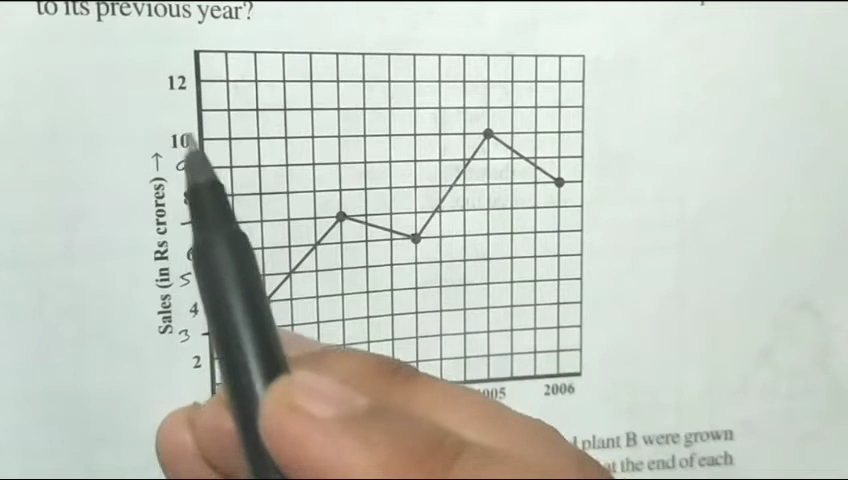 to its previous year?
12
10
9
5
4
3
2
Sales (in Rs crores) →
2006
plant B were grown
at the end of each